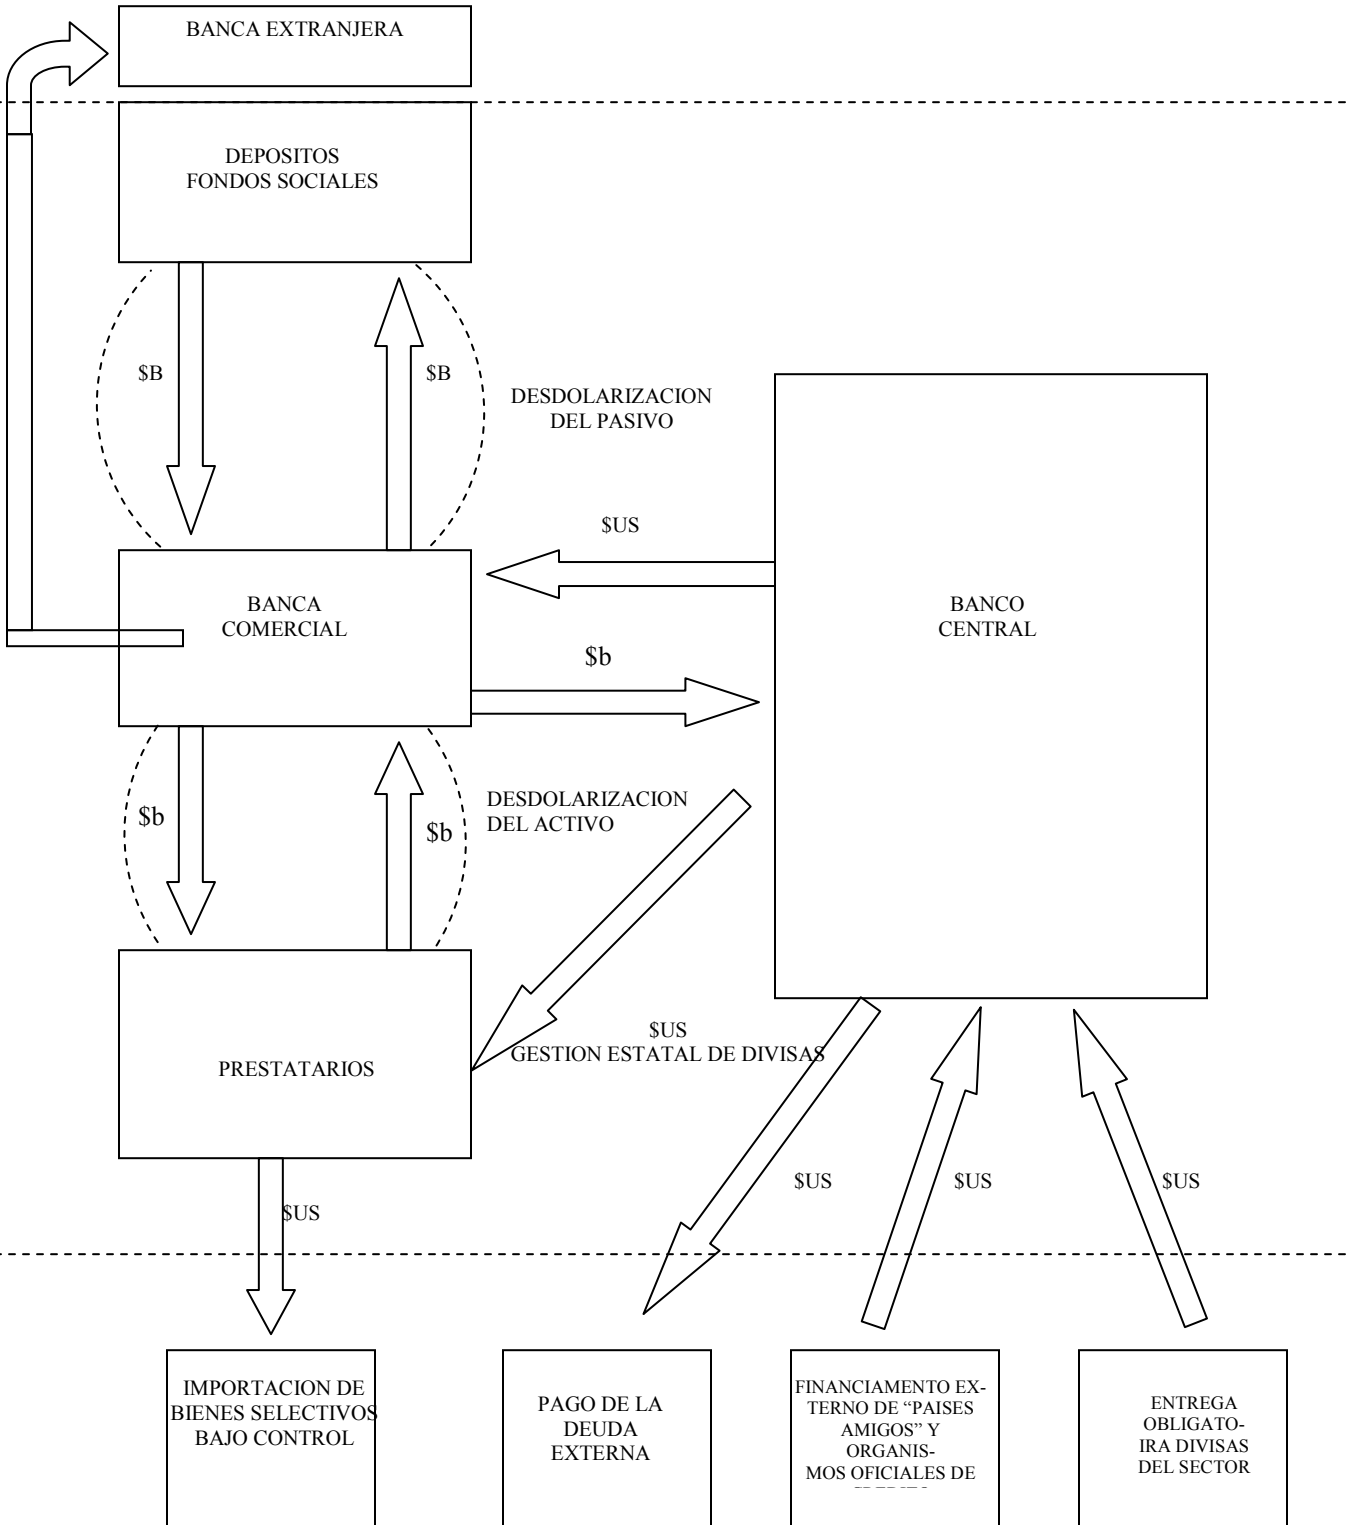 BANCA EXTRANJERA
DEPOSITOS
FONDOS SOCIALES
$B
$B
DESDOLARIZACION
DEL PASIVO
$US
BANCA
COMERCIAL
BANCO
CENTRAL
$b
$b
$b
DESDOLARIZACION
DEL ACTIVO
$US
GESTION ESTATAL DE DIVISAS
PRESTATARIOS
$US
$US
$US
$US
IMPORTACION DE
BIENES SELECTIVOS
BAJO CONTROL
PAGO DE LA
DEUDA
EXTERNA
FINANCIAMENTO EX-
TERNO DE “PAISES
AMIGOS” Y
ORGANIS-
MOS OFICIALES DE
ENTREGA
OBLIGATO-
IRA DIVISAS
DEL SECTOR